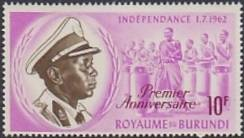 INDÉPENDANCE 1.7.1962
Premier
Anniversaire
10F
ROYAUME DU BURUNDI